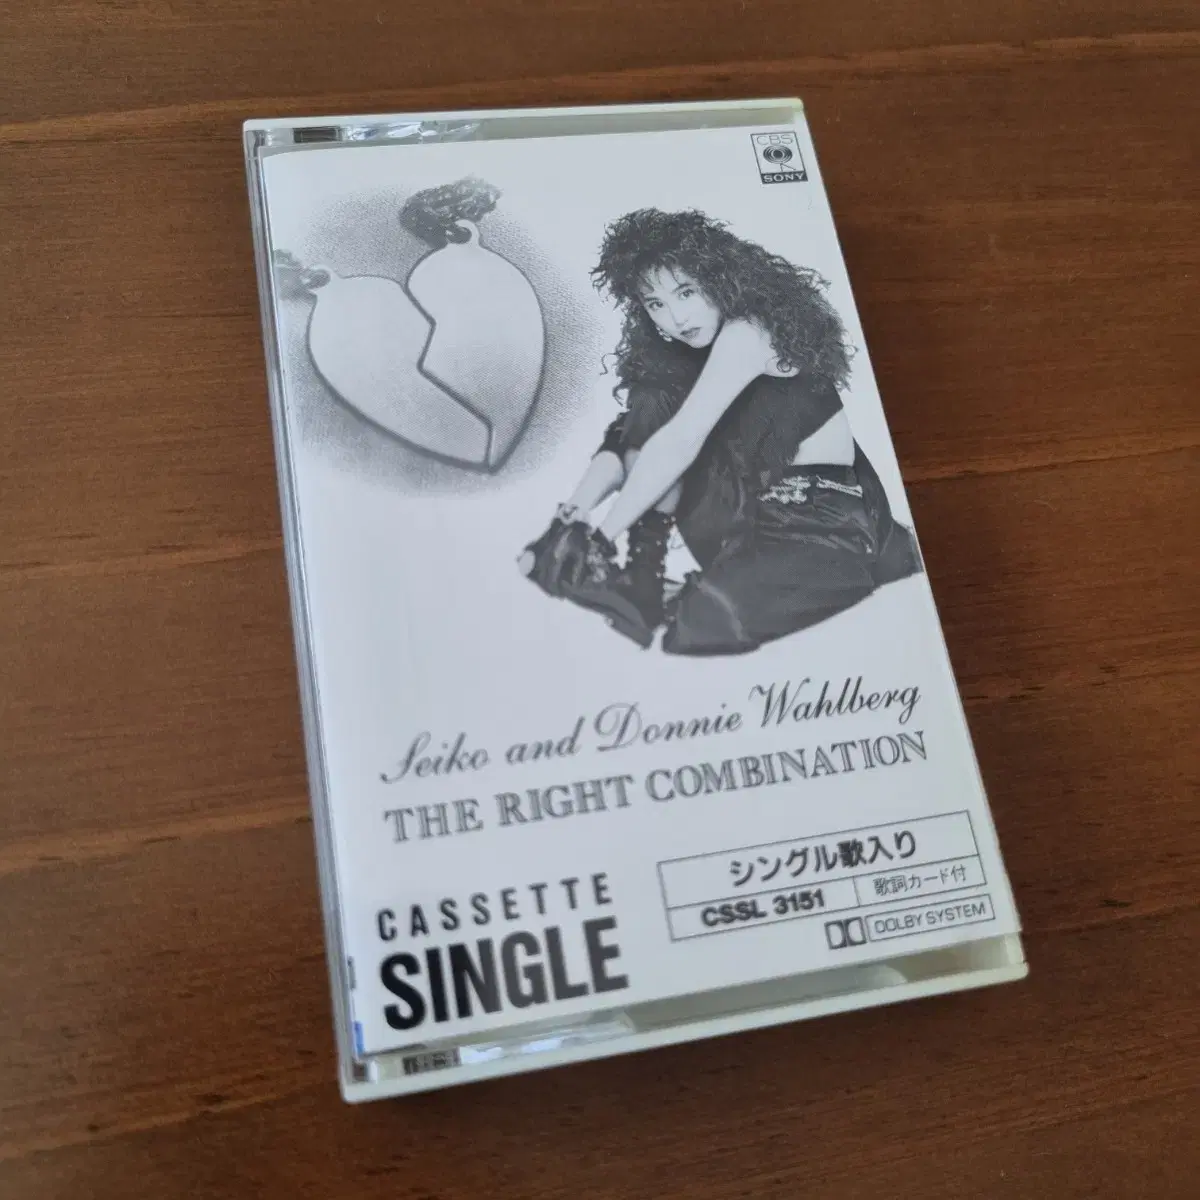 CBS
SONY
Seiko and Donnie Wahlberg
THE RIGHT COMBINATION
CASSETTE
SINGLE
シングル歌入り
CSSL 3151
歌詞カード付
DOLBY SYSTEM